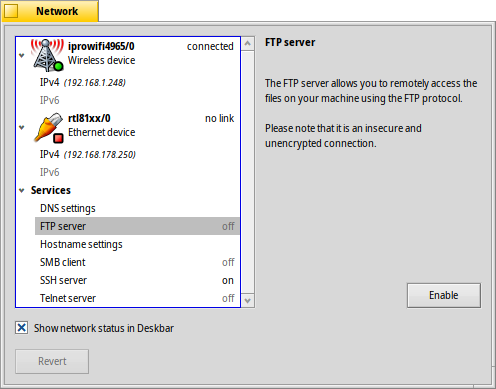 Network
iprowifi4965/0 connected
Wireless device
IPv4 (192.168.1.248)
IPv6
rtl81xx/0 no link
Ethernet device
IPv4 (192.168.178.250)
IPv6
Services
DNS settings
FTP server off
Hostname settings
SMB client off
SSH server on
Telnet server off
FTP server
The FTP server allows you to remotely access the
files on your machine using the FTP protocol.
Please note that it is an insecure and
unencrypted connection.
Enable
Show network status in Deskbar
Revert